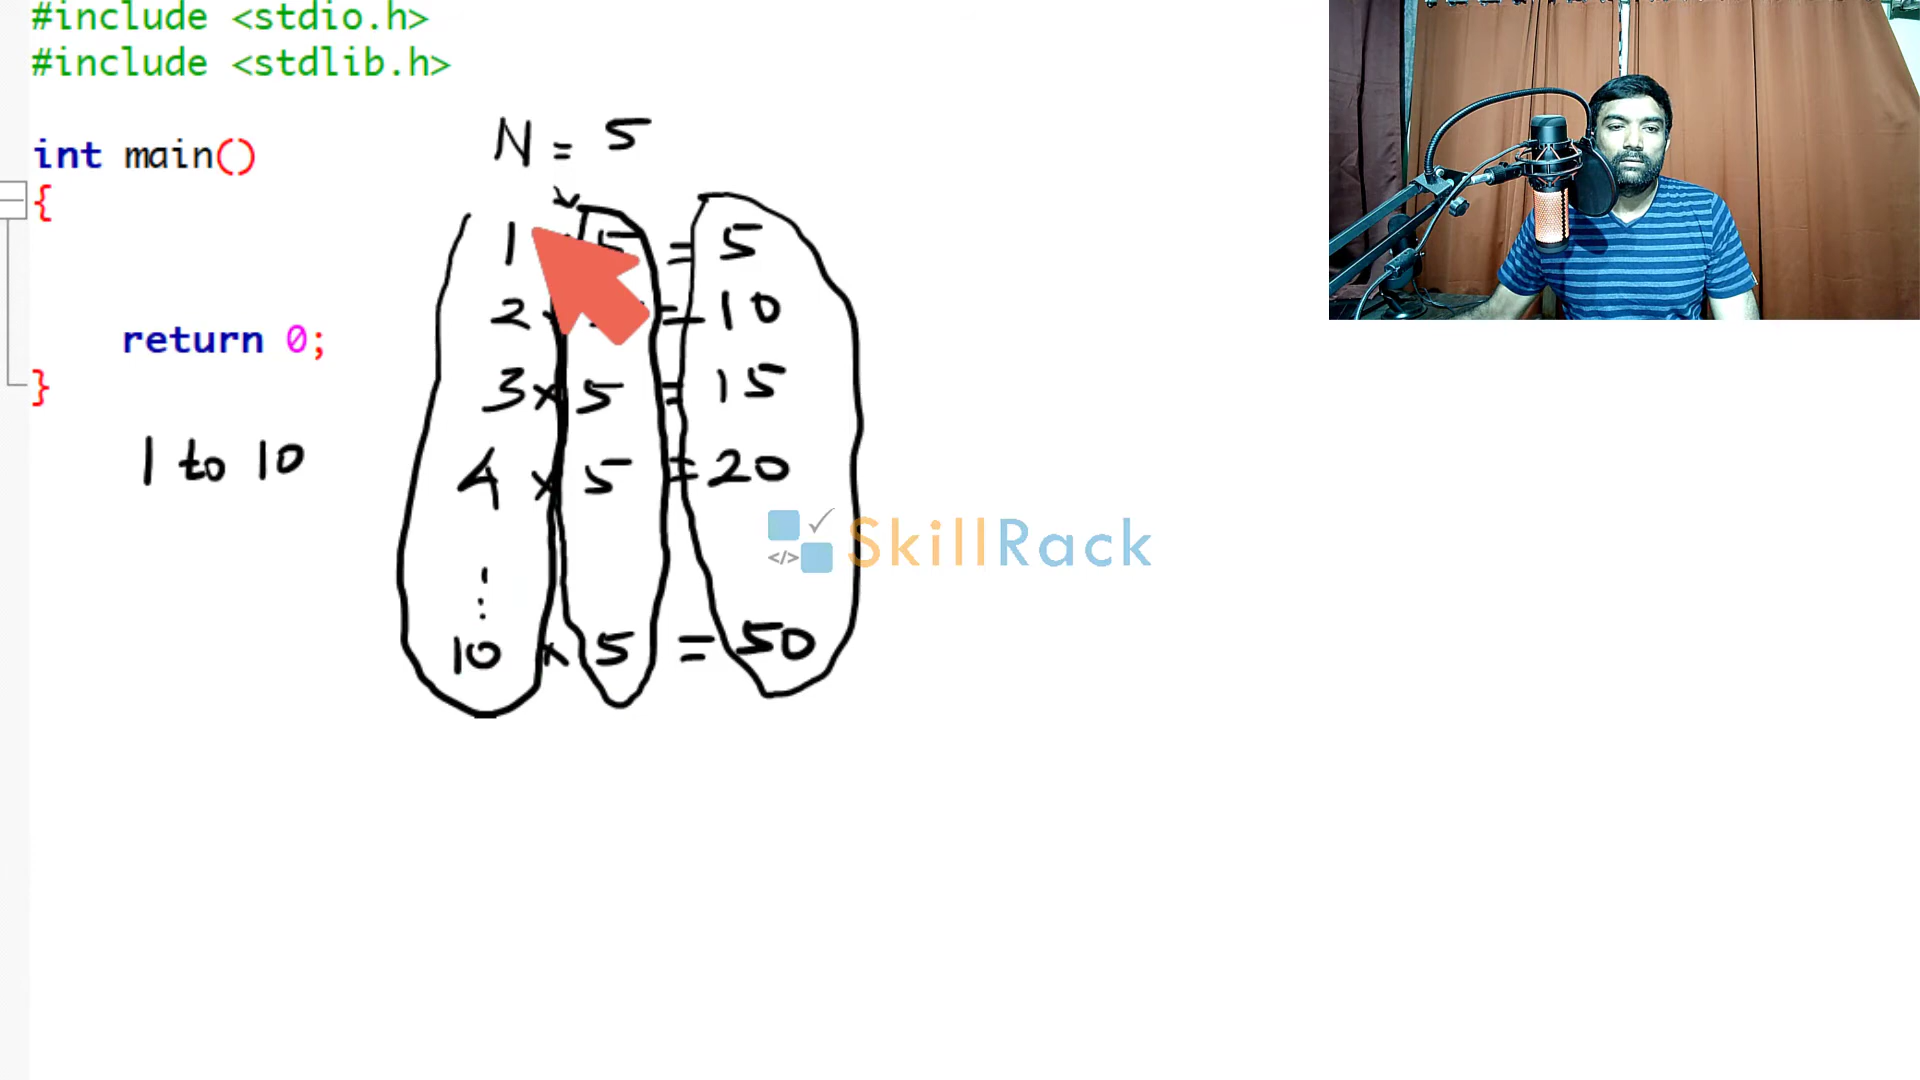 #include <stdio.h>
#include <stdlib.h>
int main()
{
return 0;
}
1 to 10
N = 5
1 5 = 5
2 = 10
3 × 5 = 15
4 × 5 = 20
⋮
10 × 5 = 50
</> SkillRack